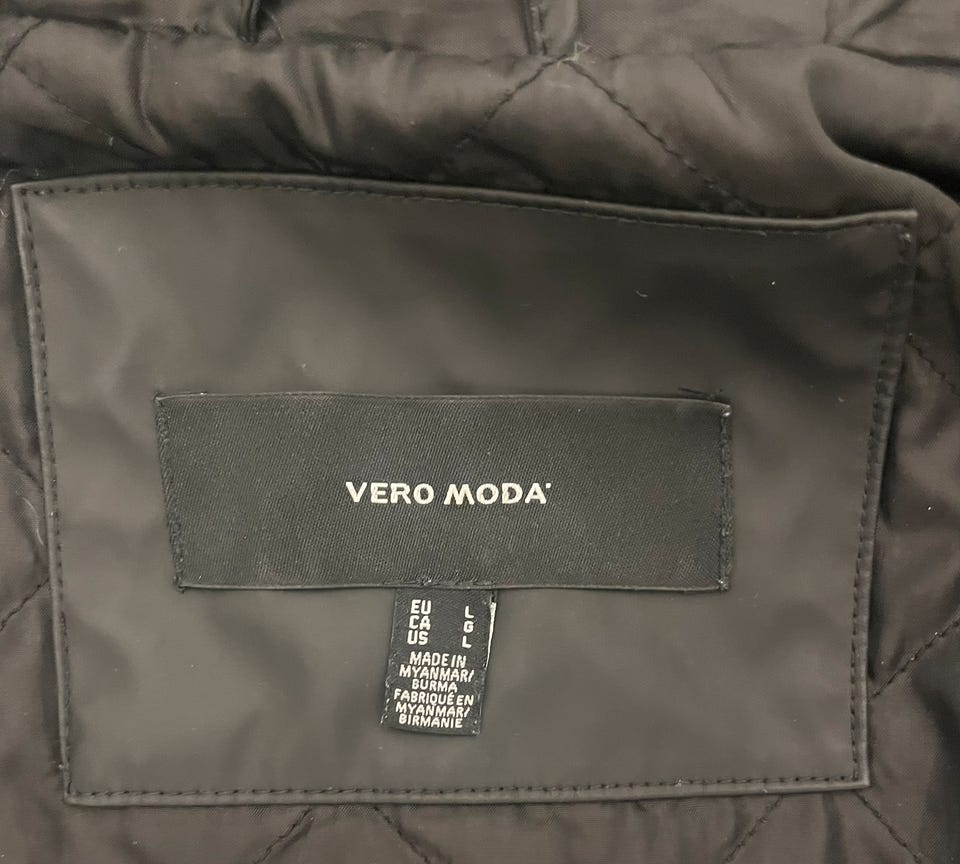 VERO MODA
EU L
CA G
US L
MADE IN
MYANMAR/
BURMA
FABRIQUÉ EN
MYANMAR/
BIRMANIE